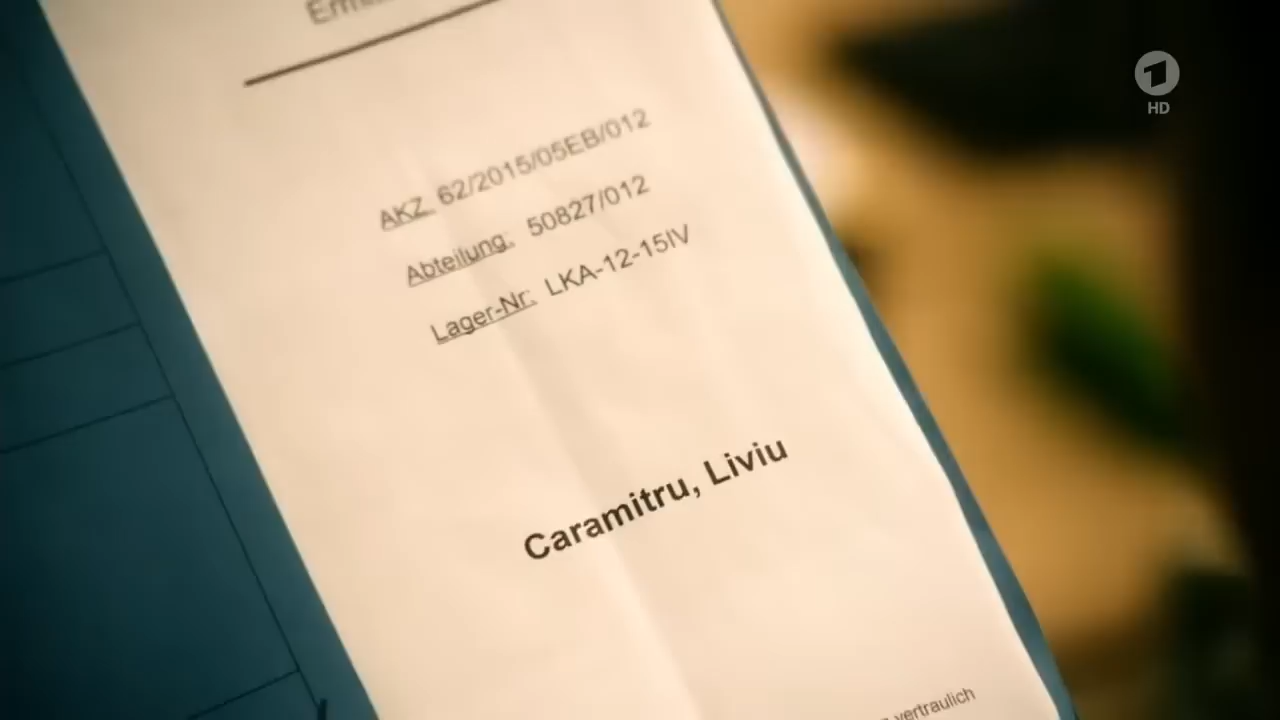 HD
AKZ. 62/2015/05EB/012
Abteilung: 50827/012
Lager-Nr: LKA-12-15IV
Caramitru, Liviu
vertraulich